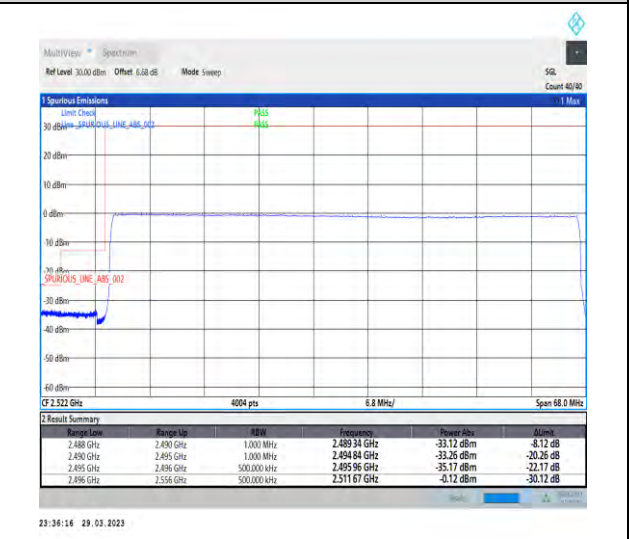 MultiView Spectrum
Ref Level 30.00 dBm Offset 6.68 dB Mode Sweep SGL
Count 40/40
1 Spurious Emissions 1 Max
Limit Check PASS
30 dBm Line _SPURIOUS_LINE_ABS_002 PASS
20 dBm
10 dBm
0 dBm
-10 dBm
-20 dBm
_SPURIOUS_LINE_ABS_002
-30 dBm
-40 dBm
-50 dBm
-60 dBm
CF 2.522 GHz 4004 pts 6.8 MHz/ Span 68.0 MHz
2 Result Summary
Range Low Range Up RBW Frequency Power Abs ΔLimit
2.488 GHz 2.490 GHz 1.000 MHz 2.489 34 GHz -33.12 dBm -8.12 dB
2.490 GHz 2.495 GHz 1.000 MHz 2.494 84 GHz -33.26 dBm -20.26 dB
2.495 GHz 2.496 GHz 500.000 kHz 2.495 96 GHz -35.17 dBm -22.17 dB
2.496 GHz 2.556 GHz 500.000 kHz 2.511 67 GHz -0.12 dBm -30.12 dB
23:36:16 29.03.2023